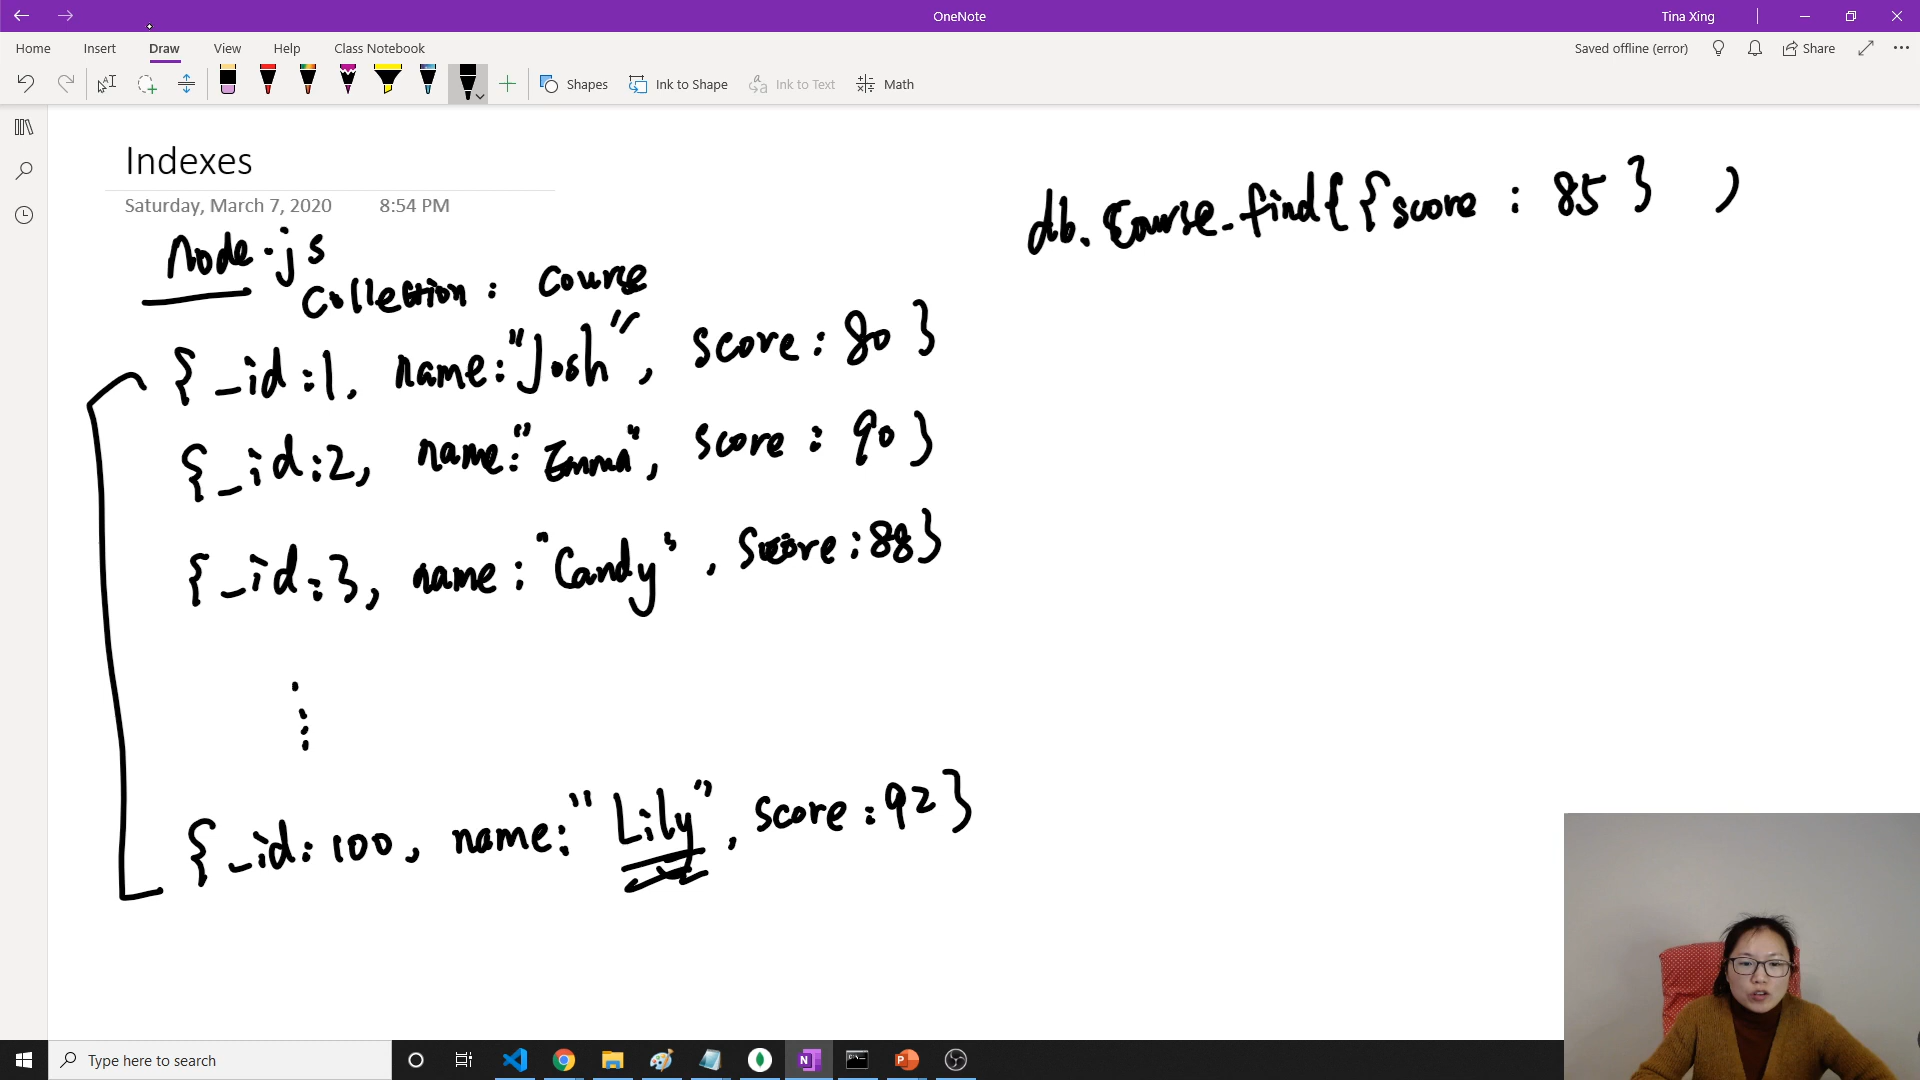 OneNote
Tina Xing
Home Insert Draw View Help Class Notebook
Saved offline (error) Share
Shapes Ink to Shape Ink to Text Math
Indexes
Saturday, March 7, 2020 8:54 PM
Node.js
Collection : Course
{_id:1, name:"Josh", score:80}
{_id:2, name:"Emma", score:90}
{_id:3, name:"Candy", score:88}
{_id:100, name:"Lily", score:92}
db.Course.find({score : 85} )
Type here to search